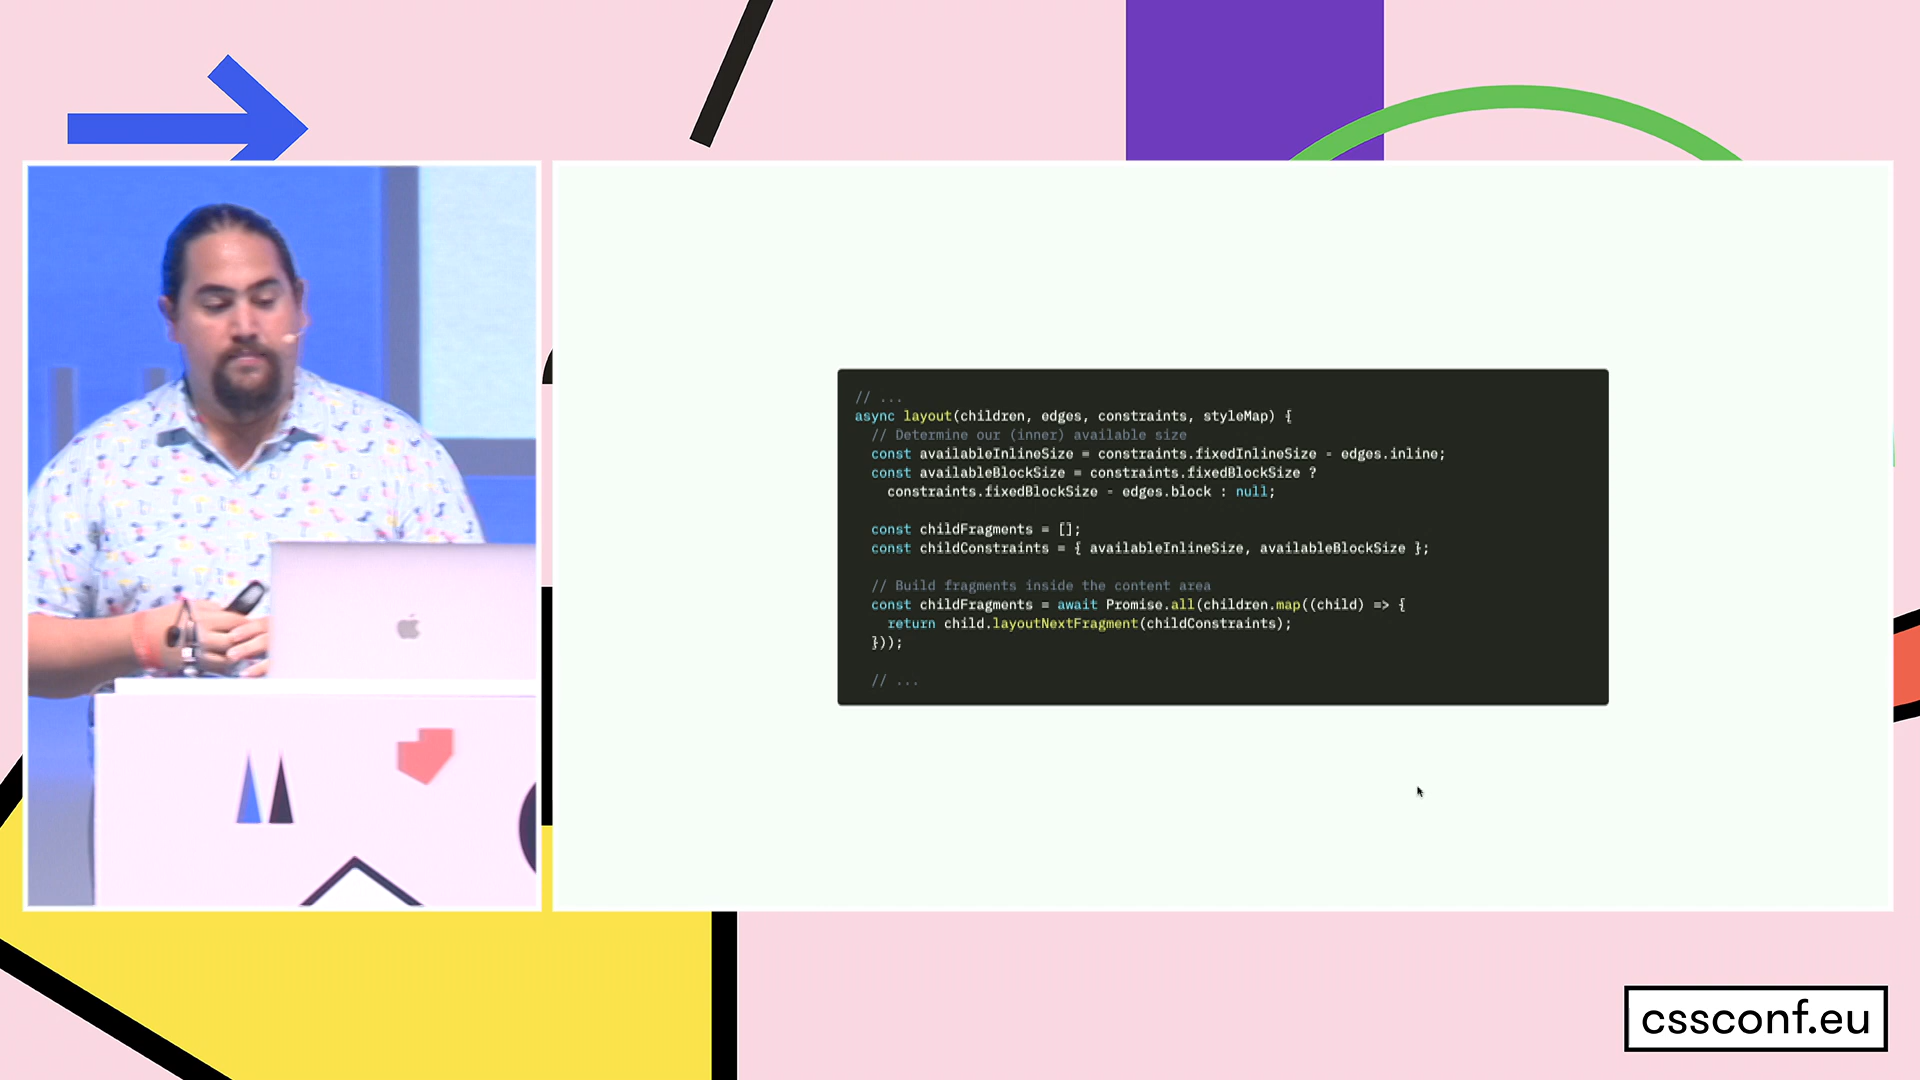 // ...
async layout(children, edges, constraints, styleMap) {
  // Determine our (inner) available size
  const availableInlineSize = constraints.fixedInlineSize - edges.inline;
  const availableBlockSize = constraints.fixedBlockSize ?
    constraints.fixedBlockSize - edges.block : null;
  const childFragments = [];
  const childConstraints = { availableInlineSize, availableBlockSize };
  // Build fragments inside the content area
  const childFragments = await Promise.all(children.map((child) => {
    return child.layoutNextFragment(childConstraints);
  }));
  // ...
cssconf.eu